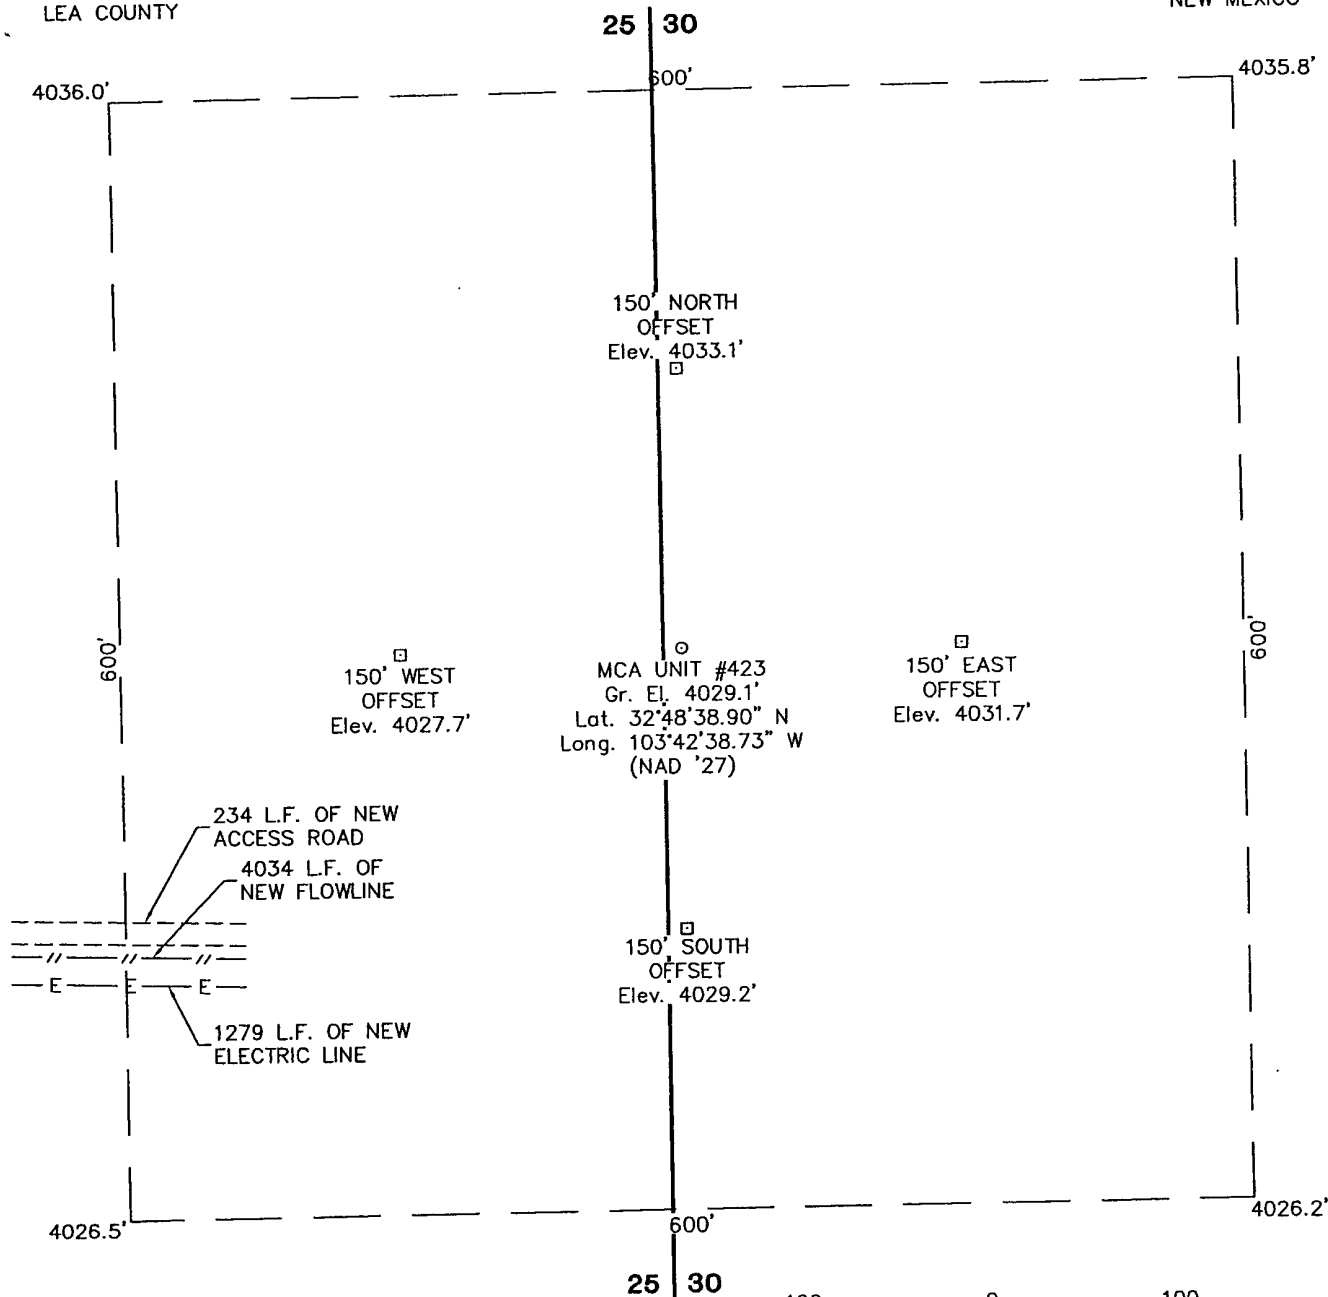 LEA COUNTY
NEW MEXICO
25 30
4036.0'
600'
4035.8'
150' NORTH
OFFSET
Elev. 4033.1'
600'
600'
150' WEST
OFFSET
Elev. 4027.7'
MCA UNIT #423
Gr. El. 4029.1'
Lat. 32°48'38.90" N
Long. 103°42'38.73" W
(NAD '27)
150' EAST
OFFSET
Elev. 4031.7'
234 L.F. OF NEW
ACCESS ROAD
4034 L.F. OF
NEW FLOWLINE
E E E
1279 L.F. OF NEW
ELECTRIC LINE
150' SOUTH
OFFSET
Elev. 4029.2'
4026.5'
600'
4026.2'
25 30
100 0 100